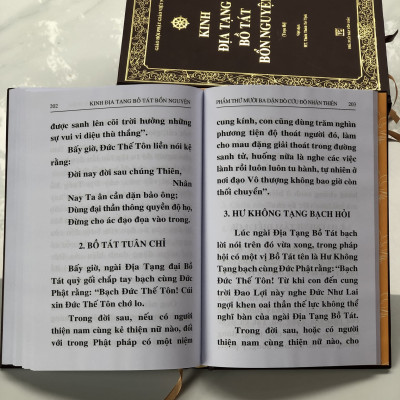 GIÁO HỘI PHẬT GIÁO VIỆT N
KINH
ĐỊA TẠNG
BỒ TÁT
BỔN NGUYỆN
(Trọn Bộ)
202
KINH ĐỊA TẠNG BỒ TÁT BỔN NGUYỆN
được sanh lên cõi trời hưởng những
sự vui vi diệu thù thắng”.
Bấy giờ, Đức Thế Tôn liền nói kệ
rằng:
Đời nay đời sau chúng Thiên,
Nhân
Nay Ta ân cần dặn bảo ông;
Dùng đại thần thông quyền độ họ,
Đừng cho ác đạo đọa vào trong.
2. BỒ TÁT TUÂN CHỈ
Bấy giờ, ngài Địa Tạng đại Bồ
Tát quỳ gối chắp tay bạch cùng Đức
Phật rằng: “Bạch Đức Thế Tôn! Cúi
xin Đức Thế Tôn chớ lo.
Trong đời sau, nếu có người
thiện nam cùng kẻ thiện nữ nào, đối
với trong Phật pháp có một niệm
PHẨM THỨ MƯỜI BA DẶN DÒ CỨU ĐỘ NHÂN THIÊN
203
cung kính, con cũng dùng trăm nghìn
phương tiện độ thoát người đó, làm
cho mau đặng giải thoát trong đường
sanh tử, huống nữa là nghe các việc
lành rồi luôn luôn tu hành, tự nhiên ở
nơi đạo Vô thượng không bao giờ còn
thối chuyển”.
3. HƯ KHÔNG TẠNG BẠCH HỎI
Lúc ngài Địa Tạng Bồ Tát bạch
lời nói trên đó vừa xong, trong pháp
hội có một vị Bồ Tát tên là Hư Không
Tạng bạch cùng Đức Phật rằng: “Bạch
Đức Thế Tôn! Từ khi con đến cung
trời Đao Lợi này nghe Đức Như Lai
ngợi khen oai thần thế lực không thể
nghĩ bàn của ngài Địa Tạng Bồ Tát.
Trong đời sau, hoặc có người
thiện nam cùng thiện nữ nào, cho